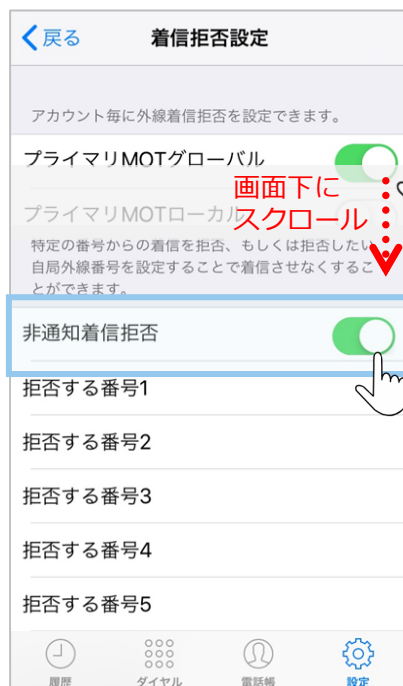 戻る 着信拒否設定
アカウント毎に外線着信拒否を設定できます。
プライマリMOTグローバル
画面下に
スクロール
プライマリMOTローカル
特定の番号からの着信を拒否、もしくは拒否したい
自局外線番号を設定することで着信させなくするこ
とができます。
非通知着信拒否
拒否する番号1
拒否する番号2
拒否する番号3
拒否する番号4
拒否する番号5
履歴 ダイヤル 電話帳 設定